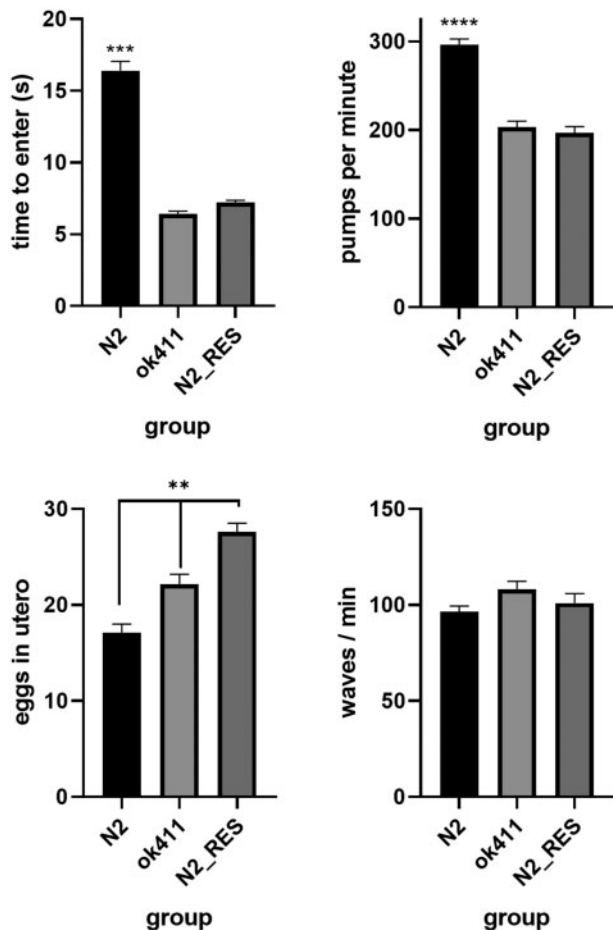 time to enter (s)
20
15
10
5
0
***
N2
ok411
N2_RES
group
pumps per minute
300
200
100
0
****
N2
ok411
N2_RES
group
eggs in utero
30
20
10
0
**
N2
ok411
N2_RES
group
waves / min
150
100
50
0
N2
ok411
N2_RES
group